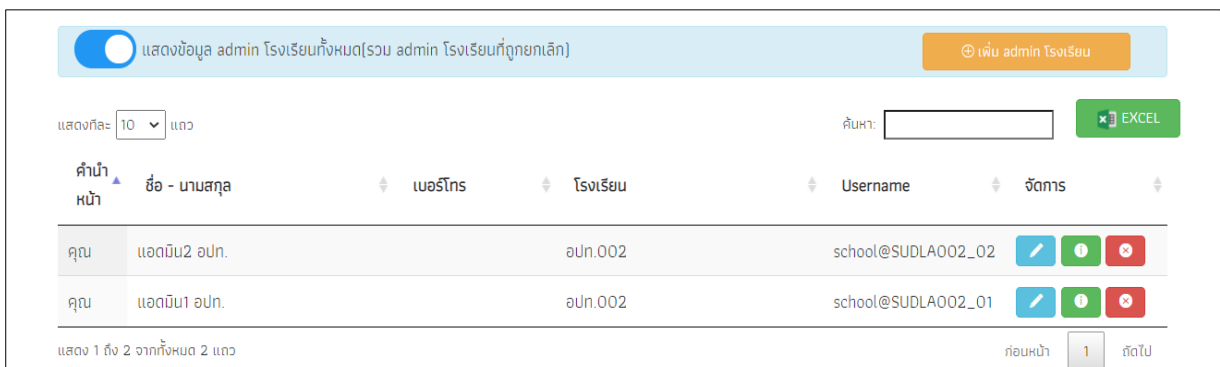 แสดงข้อมูล admin โรงเรียนทั้งหมด(รวม admin โรงเรียนที่ถูกยกเลิก) เพิ่ม admin โรงเรียน
แสดงทีละ 10 แถว ค้นหา: EXCEL
คำนำหน้า ชื่อ - นามสกุล เบอร์โทร โรงเรียน Username จัดการ
คุณ แอดมิน2 อปท. อปท.002 school@SUDLA002_02
คุณ แอดมิน1 อปท. อปท.002 school@SUDLA002_01
แสดง 1 ถึง 2 จากทั้งหมด 2 แถว ก่อนหน้า 1 ถัดไป